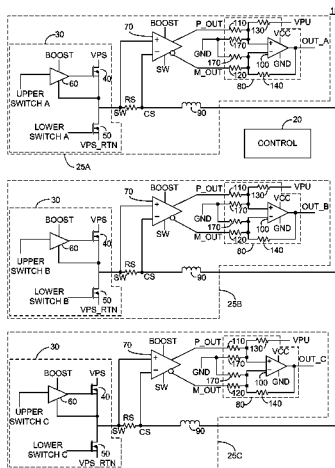 1
30
BOOST
VPS
40
60
UPPER
SWITCH A
LOWER
SWITCH A
50
VPS_RTN
25A
70
BOOST
SW
RS
SW
CS
90
P_OUT
110
GND
170
170
120
M_OUT
130
VPU
VCC
OUT_A
100
GND
80
140
20
CONTROL
30
BOOST
VPS
40
60
UPPER
SWITCH B
LOWER
SWITCH B
50
VPS_RTN
25B
70
BOOST
SW
RS
SW
CS
90
P_OUT
110
GND
170
170
120
M_OUT
130
VPU
VCC
OUT_B
100
GND
80
140
30
BOOST
VPS
40
60
UPPER
SWITCH C
LOWER
SWITCH C
50
VPS_RTN
25C
70
BOOST
SW
RS
SW
CS
90
P_OUT
110
GND
170
170
120
M_OUT
130
VPU
VCC
OUT_C
100
GND
80
140